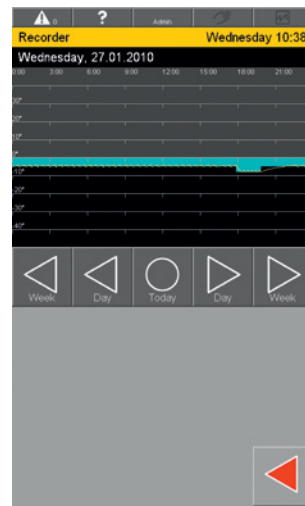 0 ? Admin
Recorder Wednesday 10:38
Wednesday, 27.01.2010
0:00 3:00 6:00 9:00 12:00 15:00 18:00 21:00
30°
20°
10°
0°
-10°
-20°
-30°
-40°
Week Day Today Day Week